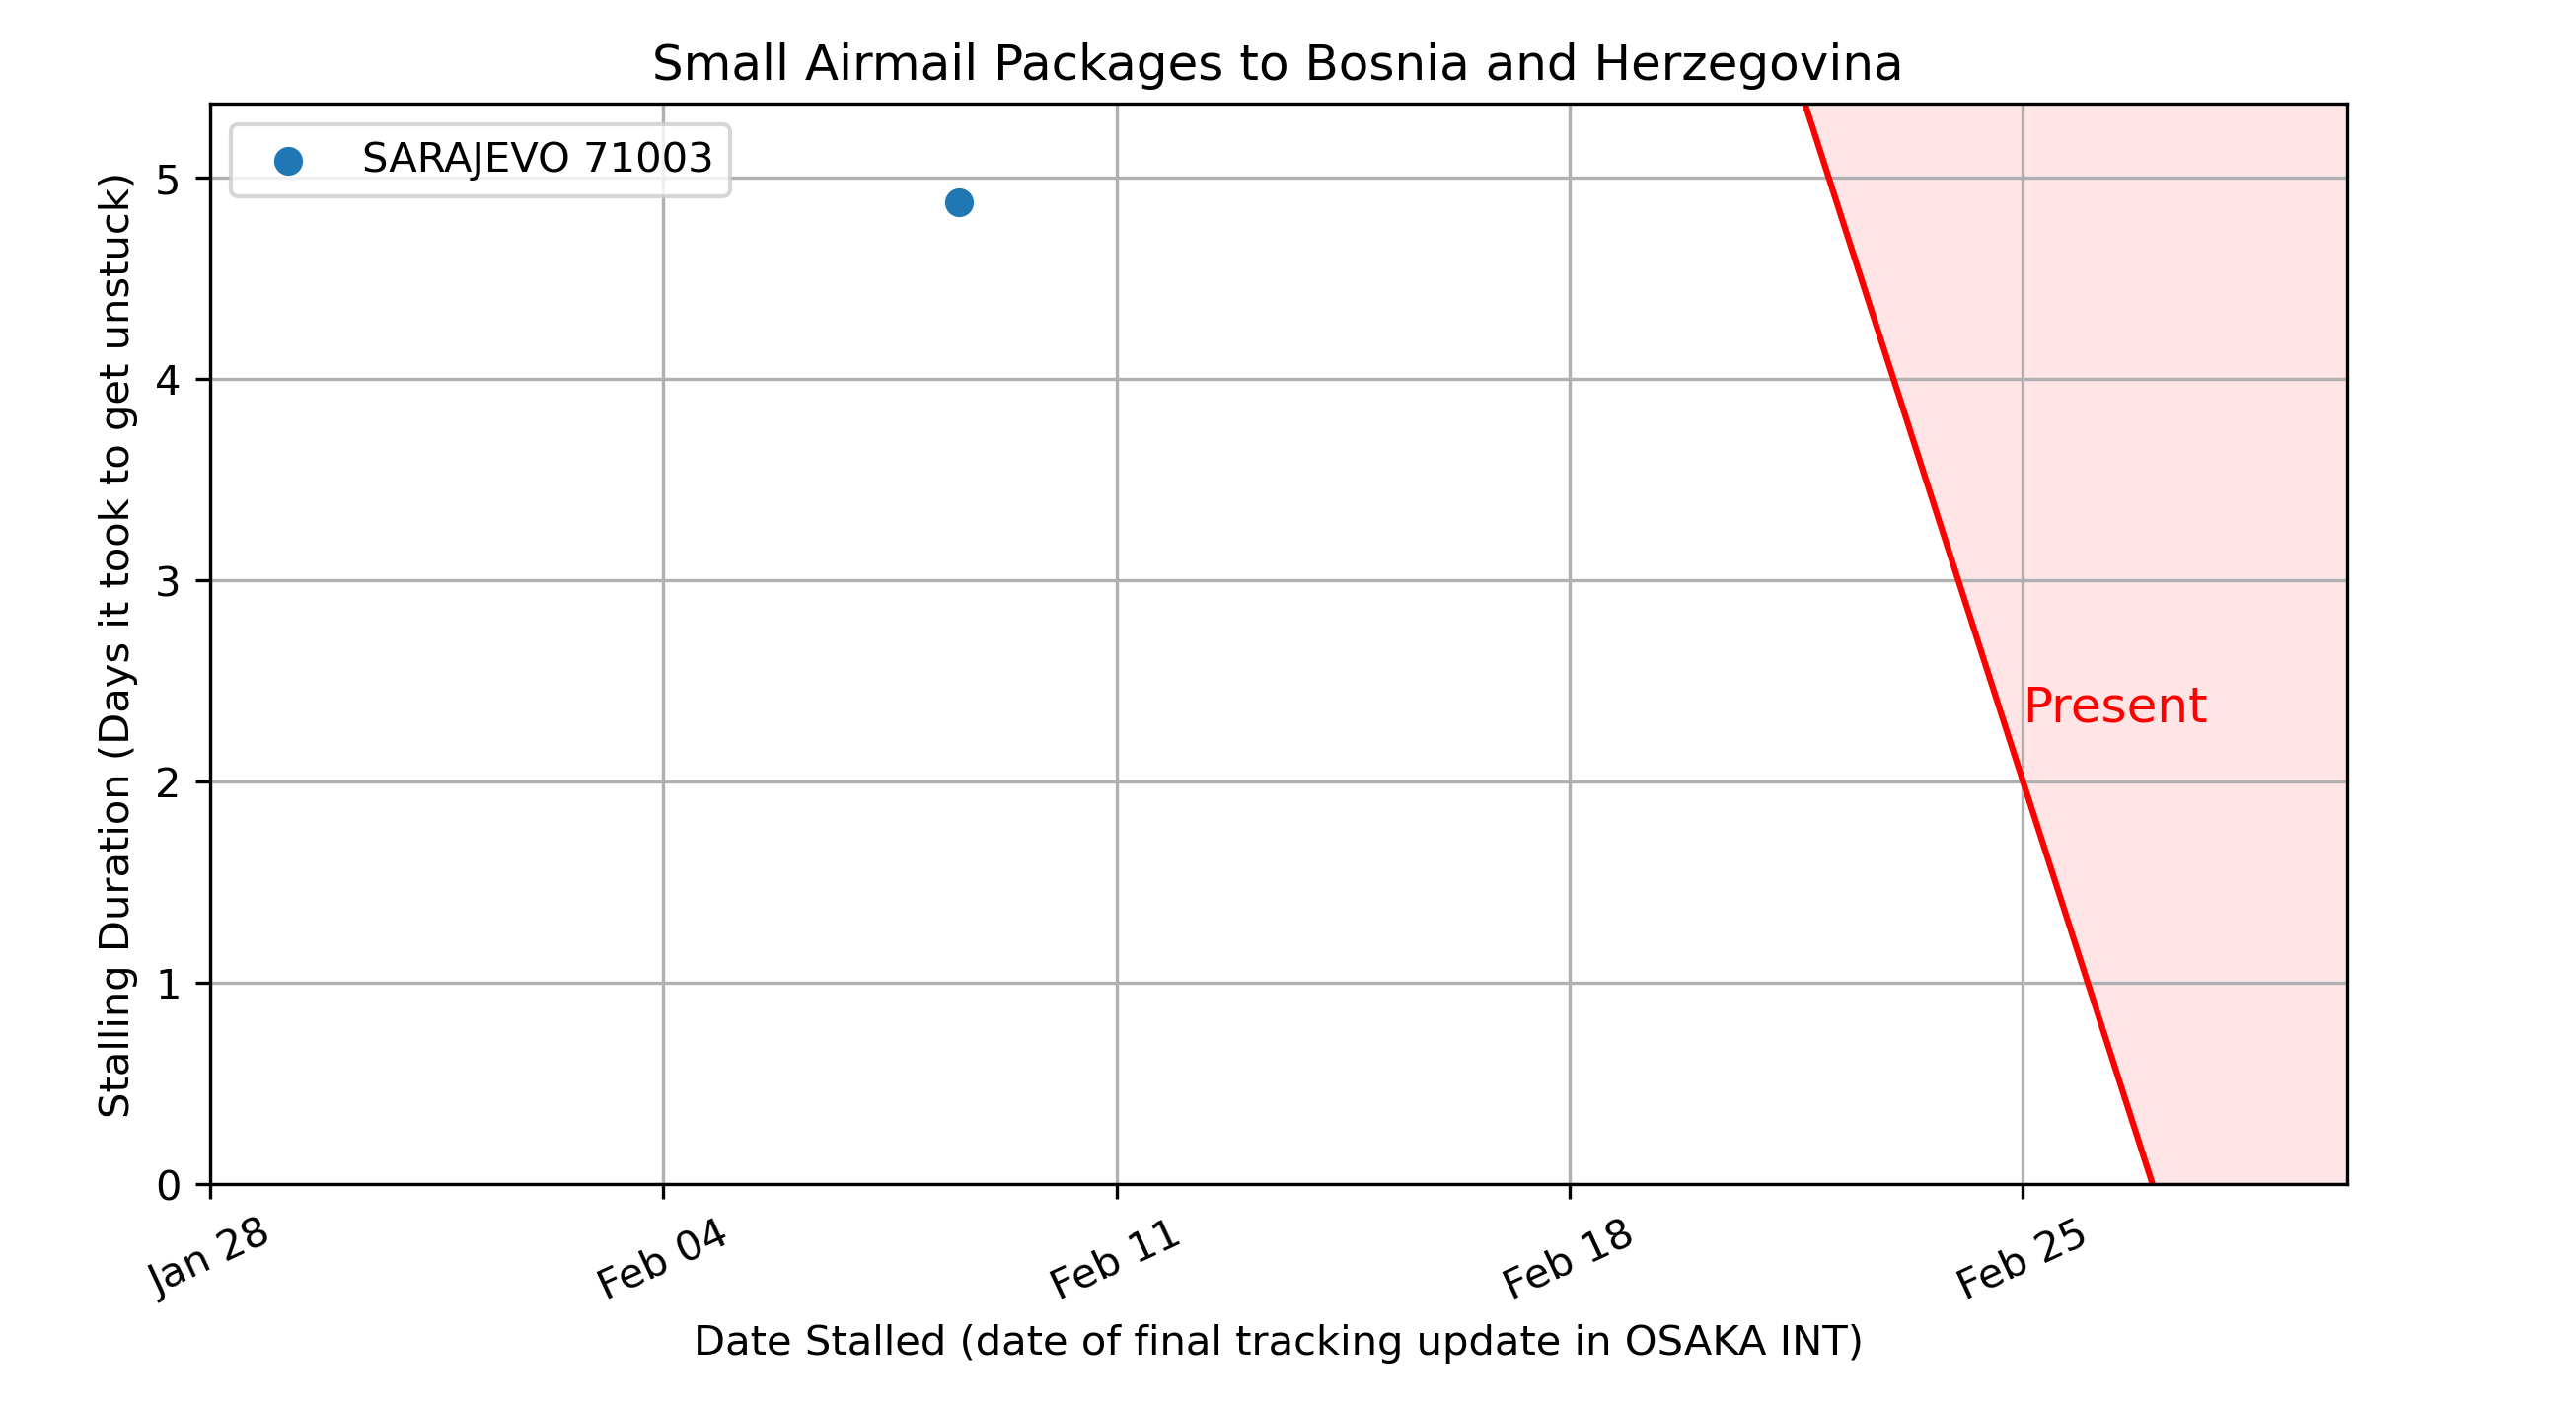 Small Airmail Packages to Bosnia and Herzegovina
SARAJEVO 71003
Stalling Duration (Days it took to get unstuck)
5
4
3
2
1
0
Present
Jan 28
Feb 04
Feb 11
Feb 18
Feb 25
Date Stalled (date of final tracking update in OSAKA INT)